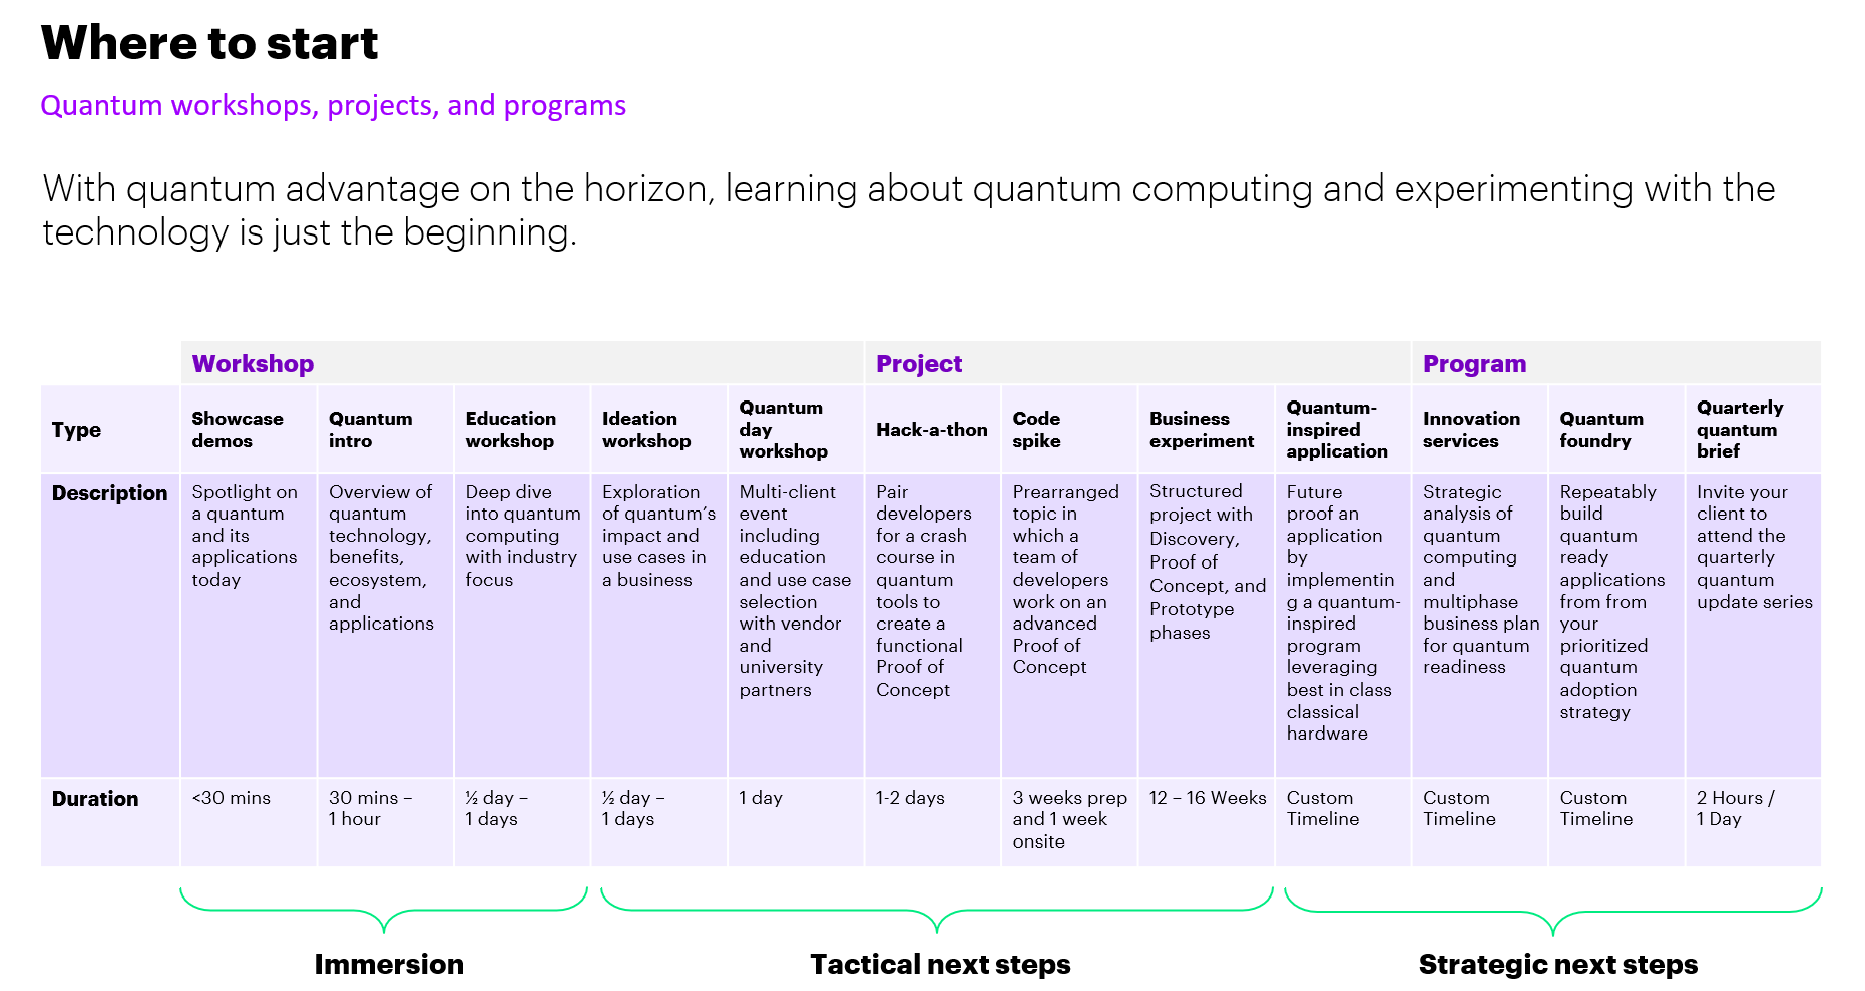 Where to start
Quantum workshops, projects, and programs
With quantum advantage on the horizon, learning about quantum computing and experimenting with the
technology is just the beginning.
Workshop
Project
Program
Type
Showcase
demos
Quantum
intro
Education
workshop
Ideation
workshop
Quantum
day
workshop
Hack-a-thon
Code
spike
Business
experiment
Quantum-
inspired
application
Innovation
services
Quantum
foundry
Quarterly
quantum
brief
Description
Spotlight on
a quantum
and its
applications
today
Overview of
quantum
technology,
benefits,
ecosystem,
and
applications
Deep dive
into quantum
computing
with industry
focus
Exploration
of quantum’s
impact and
use cases in
a business
Multi-client
event
including
education
and use case
selection
with vendor
and
university
partners
Pair
developers
for a crash
course in
quantum
tools to
create a
functional
Proof of
Concept
Prearranged
topic in
which a
team of
developers
work on an
advanced
Proof of
Concept
Structured
project with
Discovery,
Proof of
Concept, and
Prototype
phases
Future
proof an
application
by
implementin
g a quantum-
inspired
program
leveraging
best in class
classical
hardware
Strategic
analysis of
quantum
computing
and
multiphase
business plan
for quantum
readiness
Repeatably
build
quantum
ready
applications
from from
your
prioritized
quantum
adoption
strategy
Invite your
client to
attend the
quarterly
quantum
update series
Duration
<30 mins
30 mins –
1 hour
½ day –
1 days
½ day –
1 days
1 day
1-2 days
3 weeks prep
and 1 week
onsite
12 – 16 Weeks
Custom
Timeline
Custom
Timeline
Custom
Timeline
2 Hours /
1 Day
Immersion
Tactical next steps
Strategic next steps